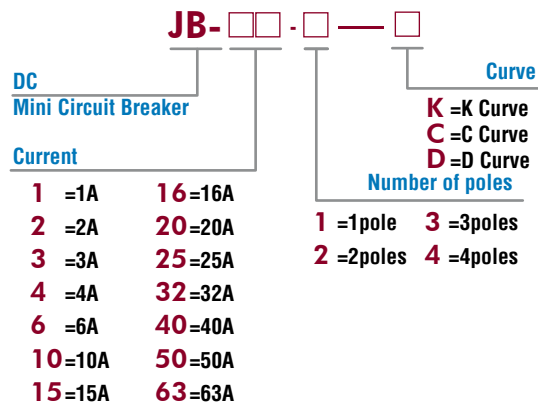 JB-□□ -□—□
DC
Mini Circuit Breaker
Curve
K =K Curve
C =C Curve
D =D Curve
Current
1 =1A
2 =2A
3 =3A
4 =4A
6 =6A
10=10A
15=15A
16=16A
20=20A
25=25A
32=32A
40=40A
50=50A
63=63A
Number of poles
1 =1pole
2 =2poles
3 =3poles
4 =4poles